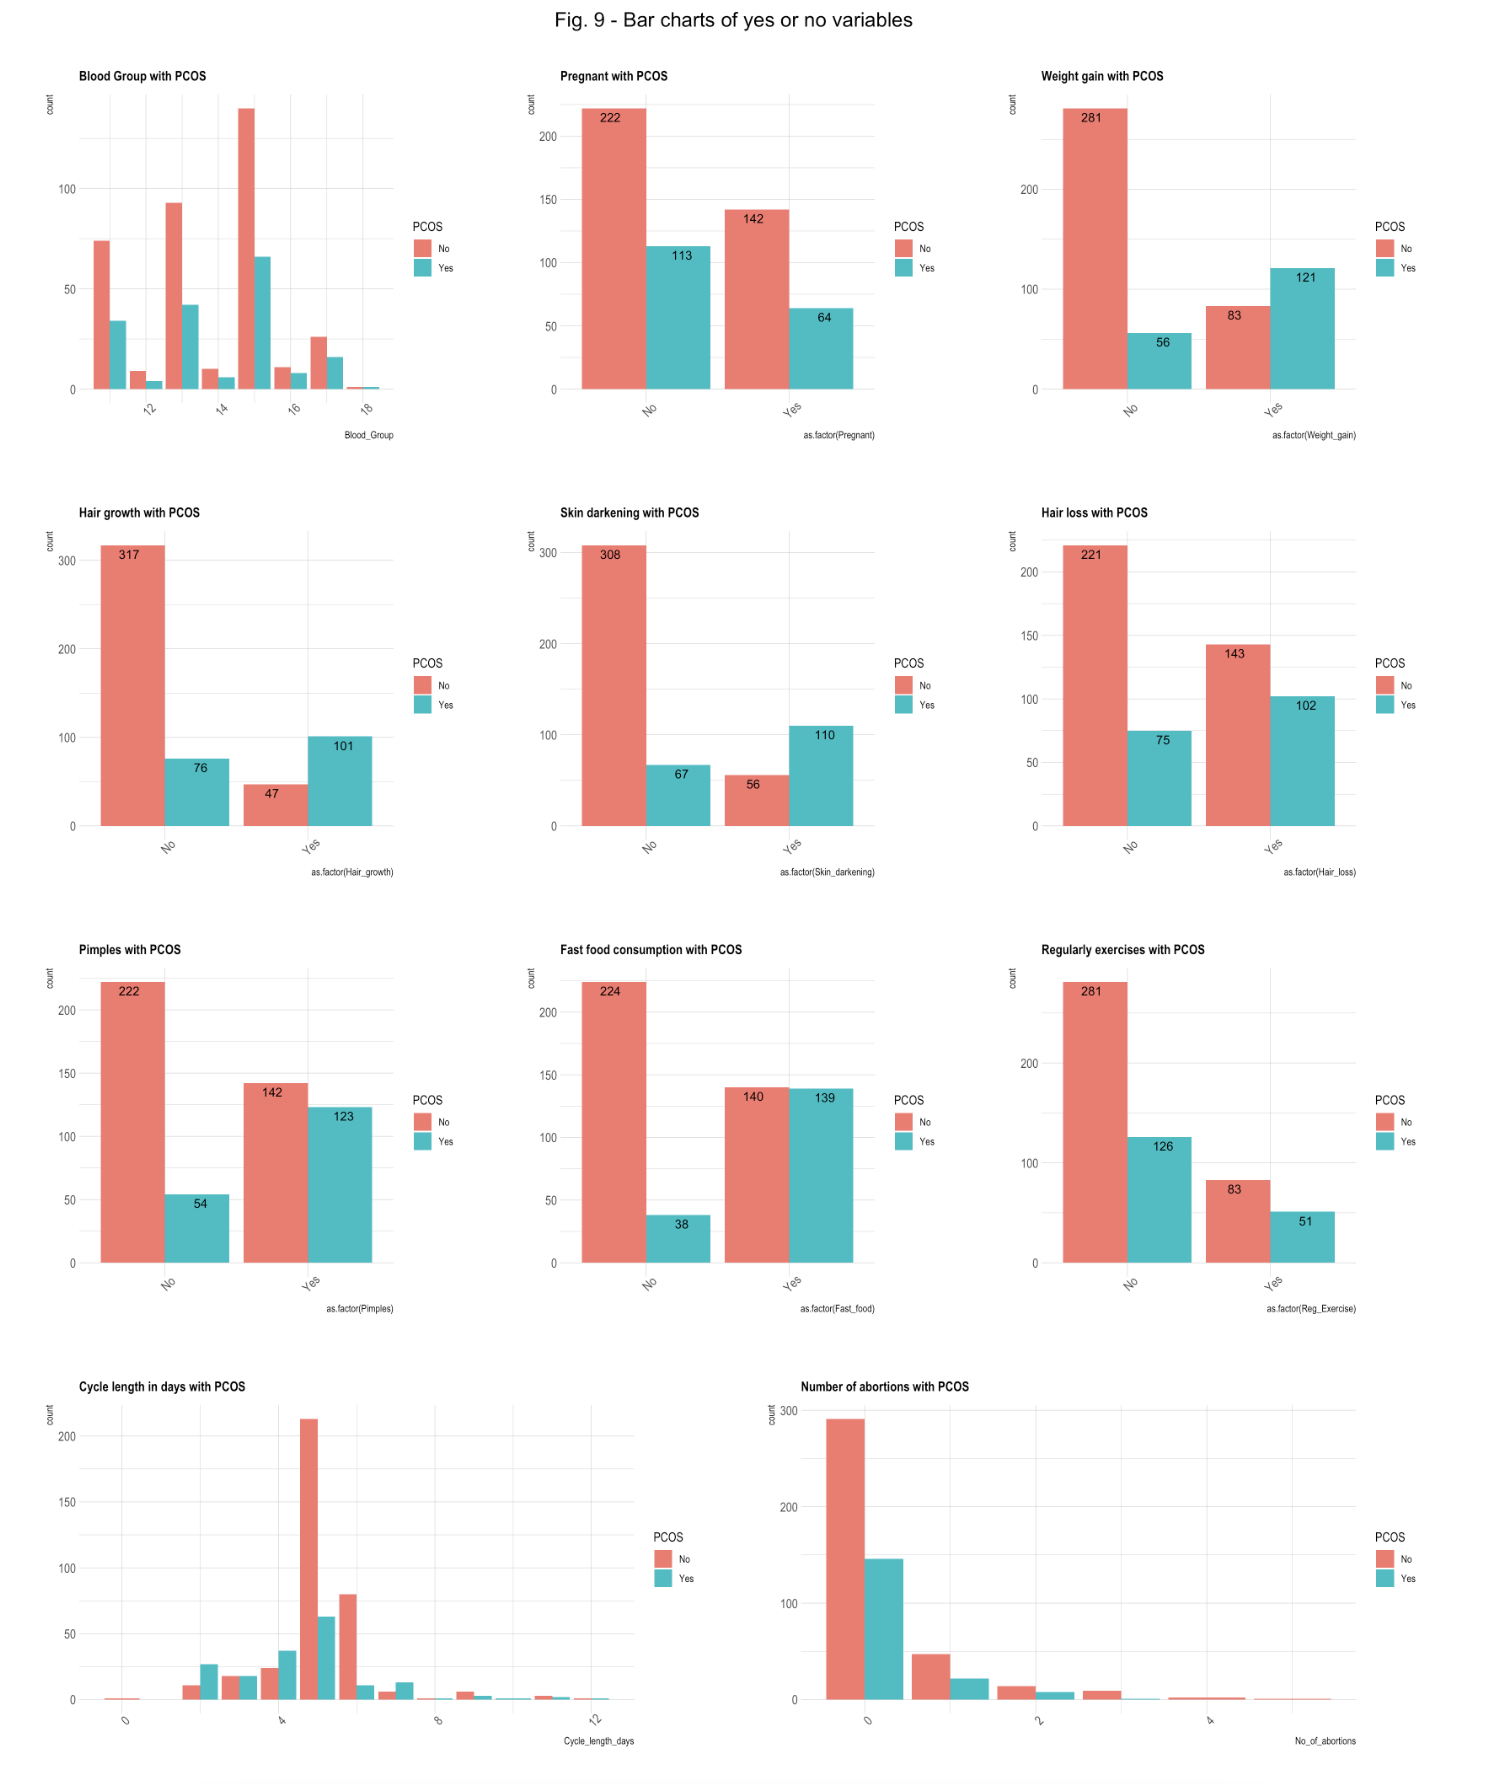 Fig. 9 - Bar charts of yes or no variables
Blood Group with PCOS
count
100
50
0
12
14
16
18
Blood_Group
PCOS
No
Yes
Pregnant with PCOS
count
200
150
100
50
0
222
113
142
64
No
Yes
as.factor(Pregnant)
PCOS
No
Yes
Weight gain with PCOS
count
200
100
0
281
56
83
121
No
Yes
as.factor(Weight_gain)
PCOS
No
Yes
Hair growth with PCOS
count
300
200
100
0
317
76
47
101
No
Yes
as.factor(Hair_growth)
PCOS
No
Yes
Skin darkening with PCOS
count
300
200
100
0
308
67
56
110
No
Yes
as.factor(Skin_darkening)
PCOS
No
Yes
Hair loss with PCOS
count
200
150
100
50
0
221
75
143
102
No
Yes
as.factor(Hair_loss)
PCOS
No
Yes
Pimples with PCOS
count
200
150
100
50
0
222
54
142
123
No
Yes
as.factor(Pimples)
PCOS
No
Yes
Fast food consumption with PCOS
count
200
150
100
50
0
224
38
140
139
No
Yes
as.factor(Fast_food)
PCOS
No
Yes
Regularly exercises with PCOS
count
200
100
0
281
126
83
51
No
Yes
as.factor(Reg_Exercise)
PCOS
No
Yes
Cycle length in days with PCOS
count
200
150
100
50
0
0
4
8
12
Cycle_length_days
PCOS
No
Yes
Number of abortions with PCOS
count
300
200
100
0
0
2
4
No_of_abortions
PCOS
No
Yes